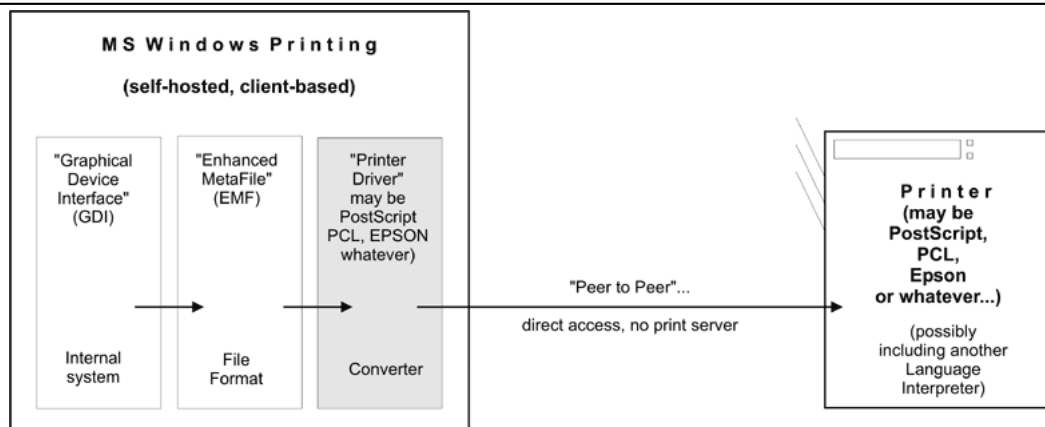 MS Windows Printing
(self-hosted, client-based)
"Graphical
Device
Interface"
(GDI)
Internal
system
"Enhanced
MetaFile"
(EMF)
File
Format
"Printer
Driver"
may be
PostScript
PCL, EPSON
whatever)
Converter
"Peer to Peer"...
direct access, no print server
Printer
(may be
PostScript,
PCL,
Epson
or whatever...)
(possibly
including another
Language
Interpreter)